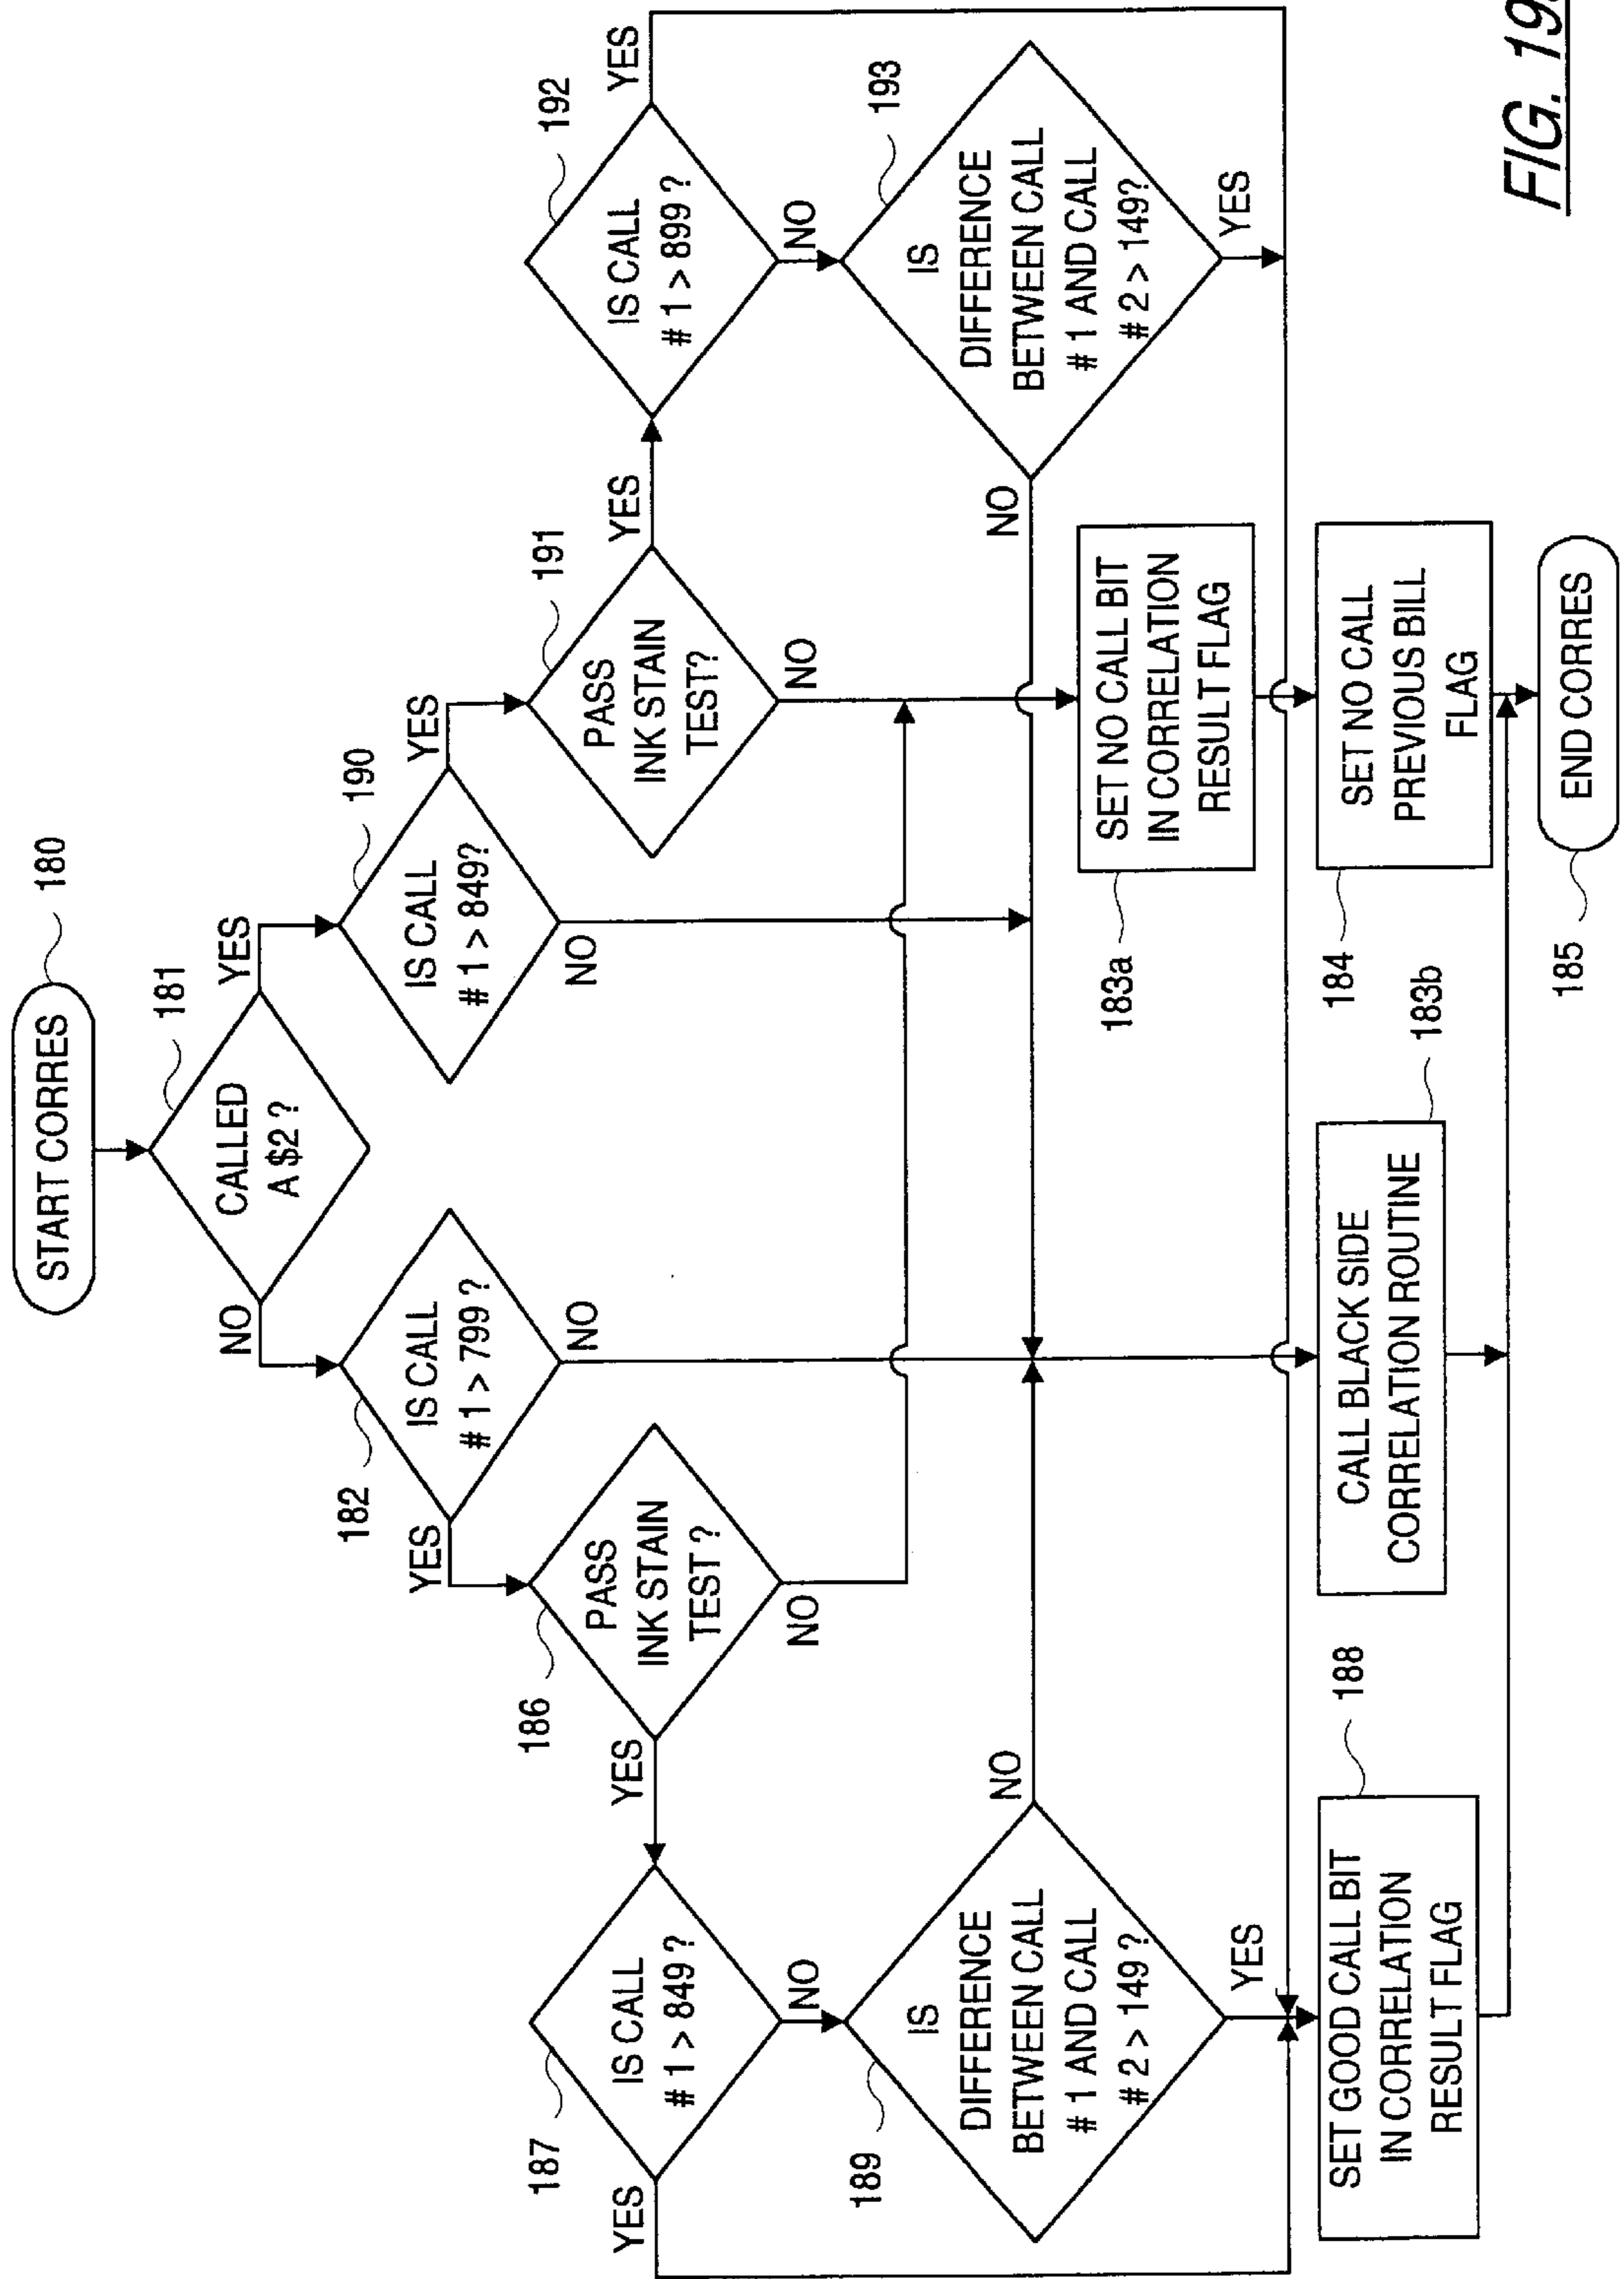 START CORRES
180
CALLED
A $2 ?
181
NO
YES
IS CALL
# 1 > 799 ?
182
YES
NO
IS CALL
# 1 > 849?
190
YES
NO
PASS
INK STAIN
TEST ?
186
YES
NO
PASS
INK STAIN
TEST?
191
YES
NO
IS CALL
# 1 > 849 ?
187
YES
NO
IS CALL
# 1 > 899 ?
192
YES
NO
IS
DIFFERENCE
BETWEEN CALL
# 1 AND CALL
# 2 > 149 ?
189
NO
YES
IS
DIFFERENCE
BETWEEN CALL
# 1 AND CALL
# 2 > 149?
193
NO
YES
SET NO CALL BIT
IN CORRELATION
RESULT FLAG
183a
SET GOOD CALL BIT
IN CORRELATION
RESULT FLAG
188
CALL BLACK SIDE
CORRELATION ROUTINE
183b
SET NO CALL
PREVIOUS BILL
FLAG
184
END CORRES
185
FIG.